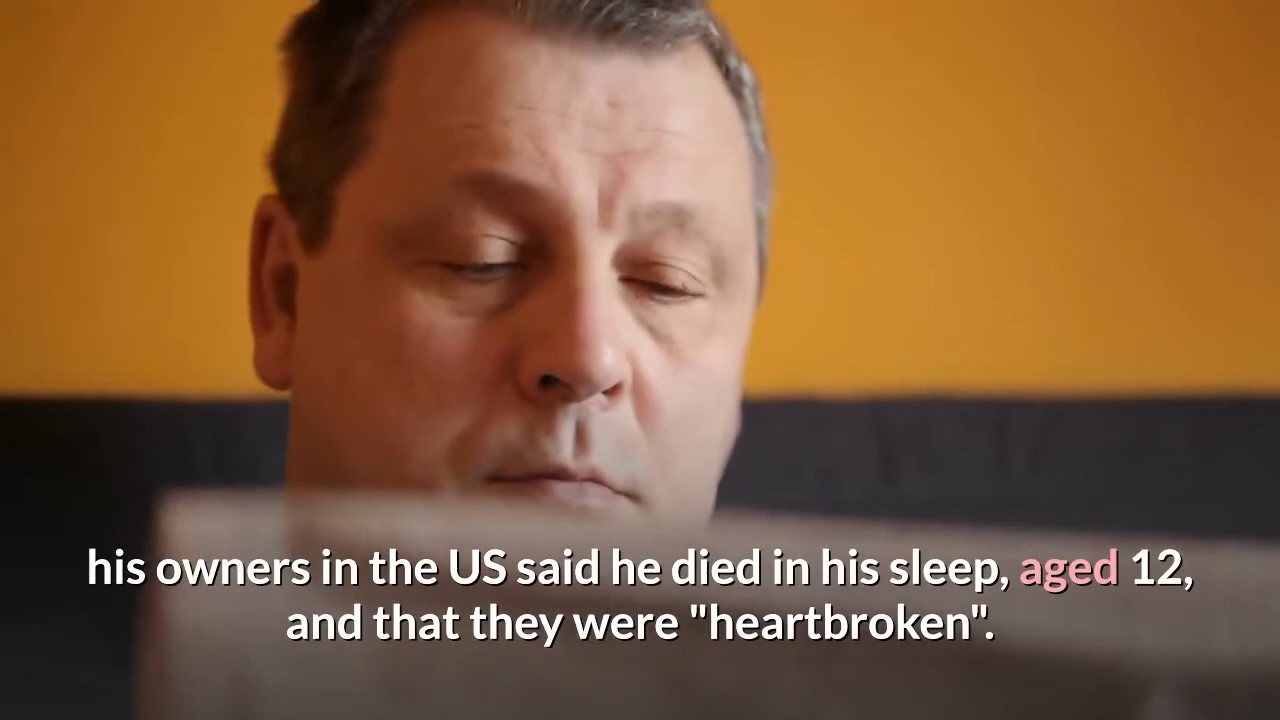 his owners in the US said he died in his sleep, aged 12,
and that they were "heartbroken".